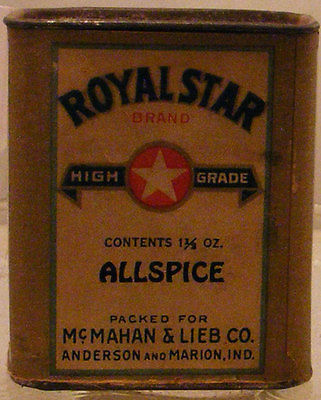 ROYAL STAR
BRAND
HIGH GRADE
CONTENTS 1½ OZ.
ALLSPICE
PACKED FOR
McMAHAN & LIEB CO.
ANDERSON AND MARION, IND.